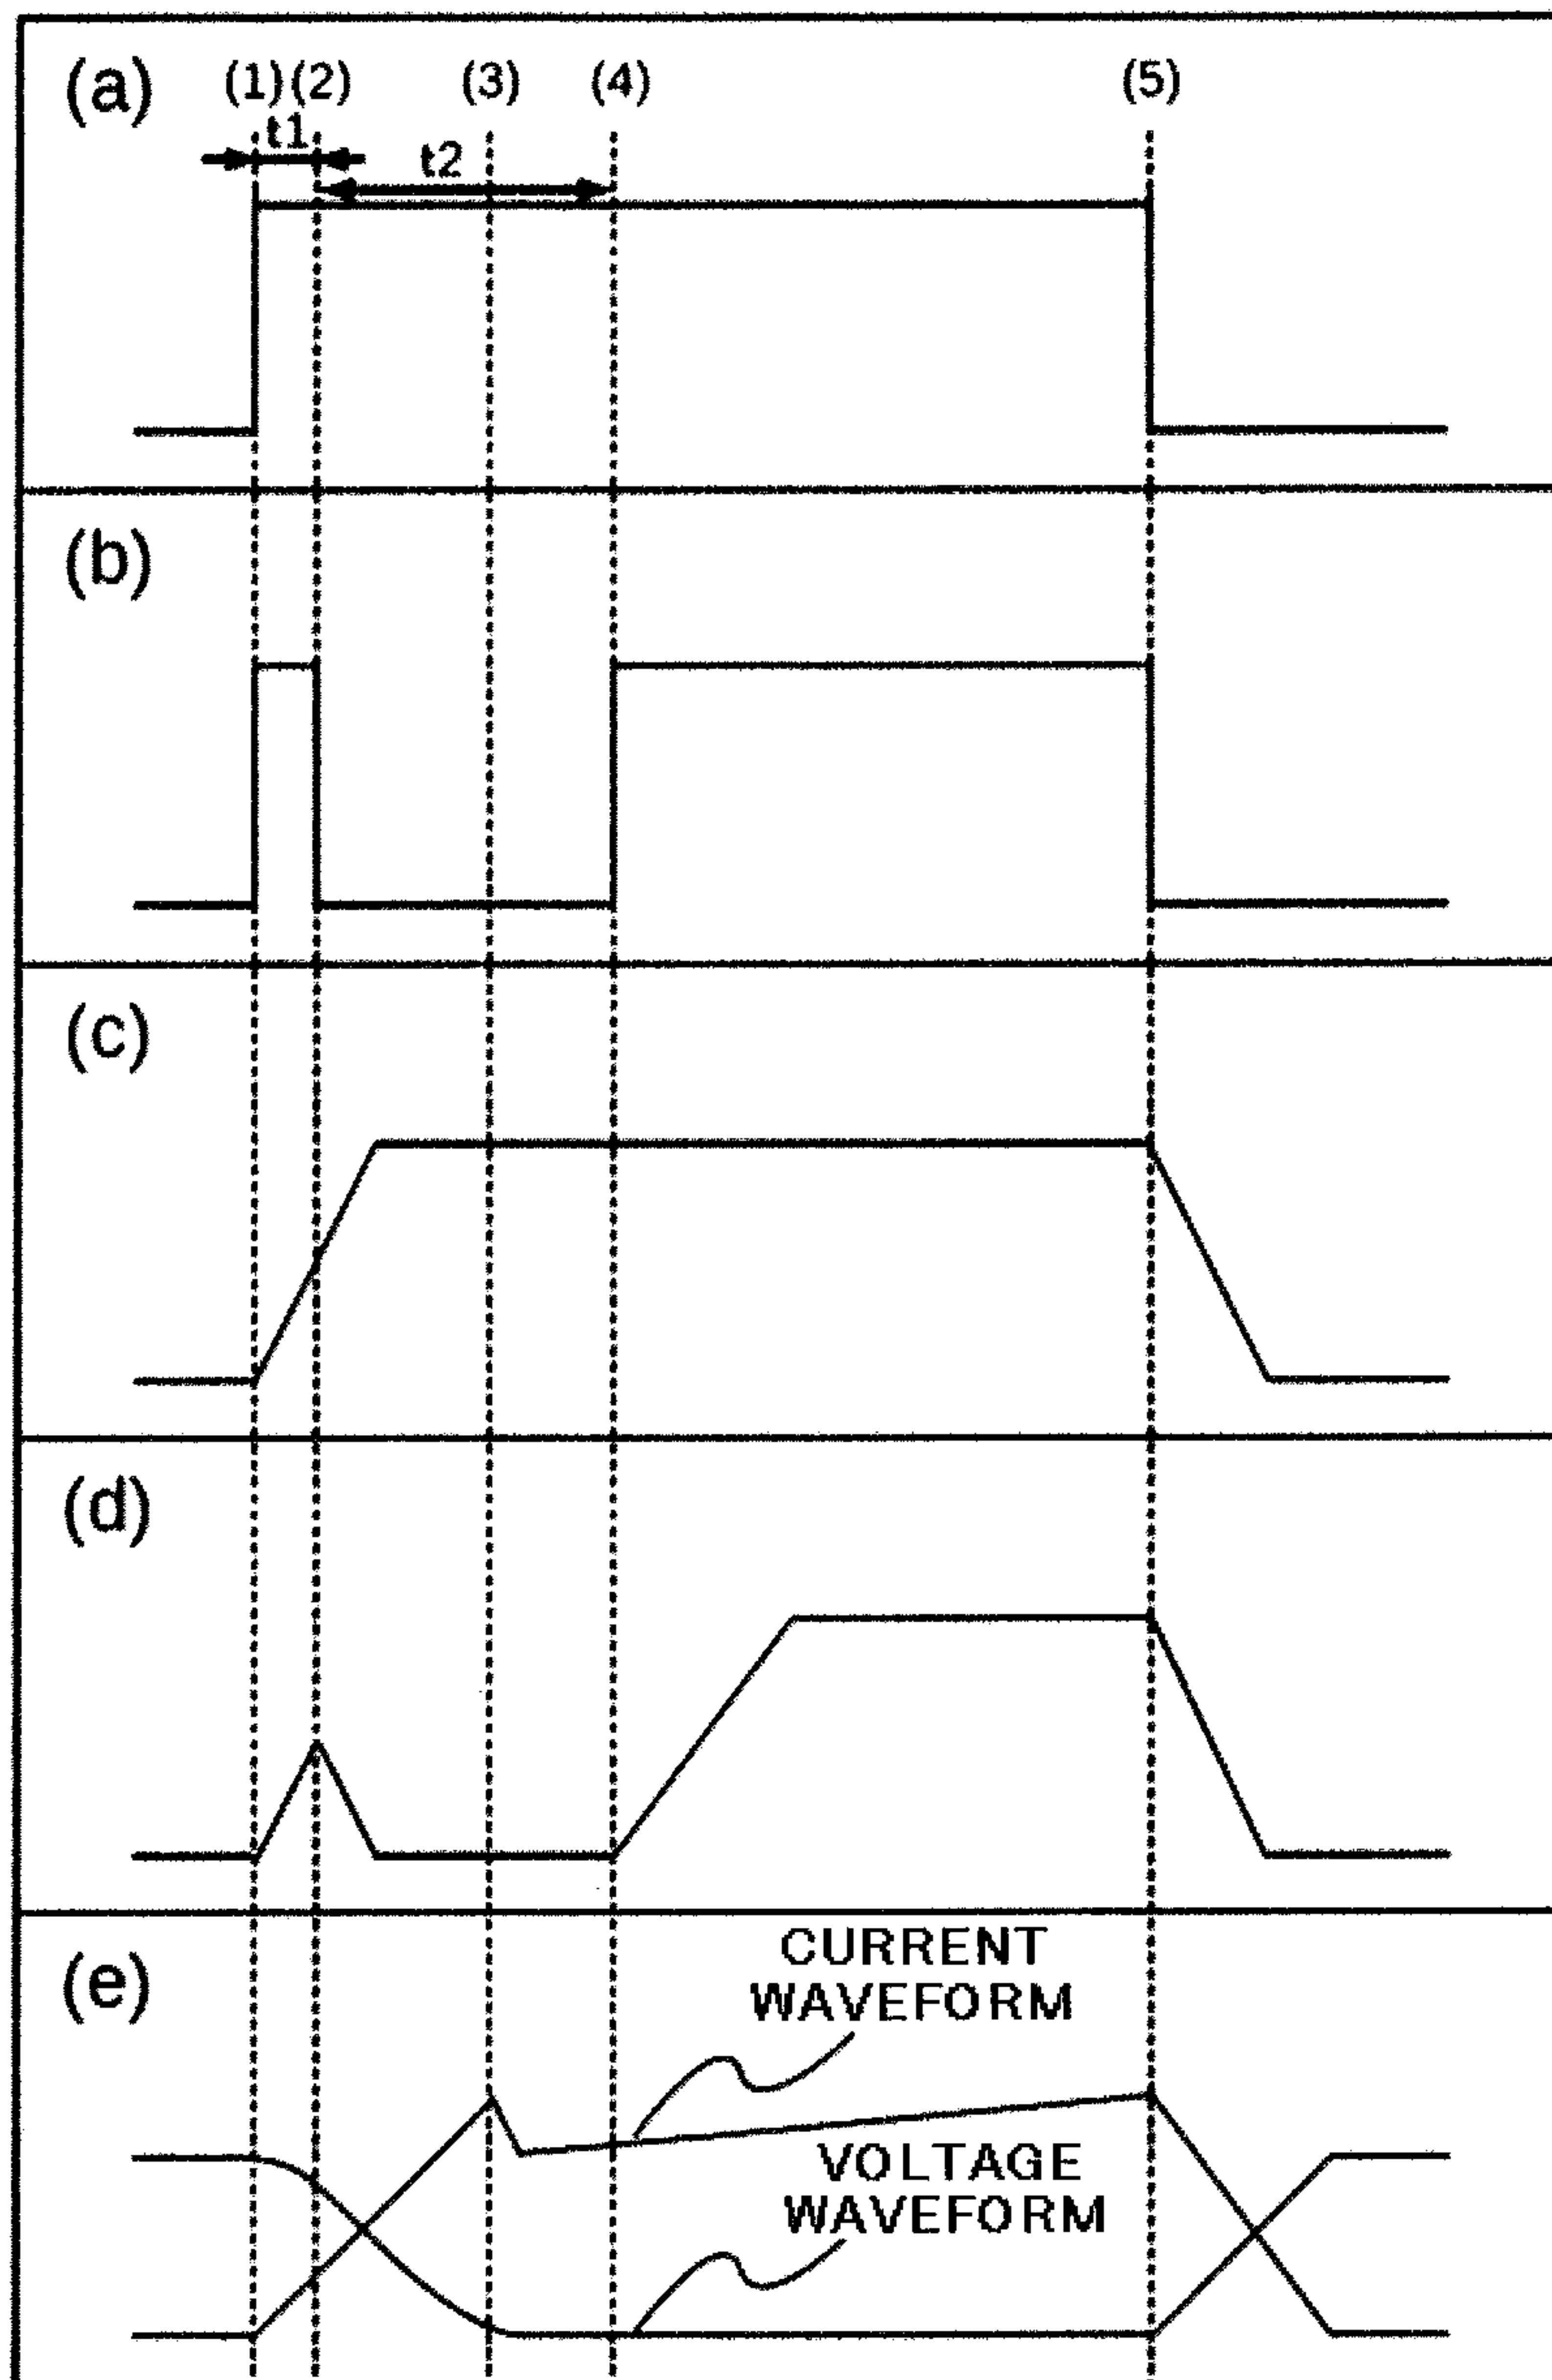 (a) (1) (2) (3) (4) (5)
t1
t2
(b)
(c)
(d)
(e)
CURRENT
WAVEFORM
VOLTAGE
WAVEFORM